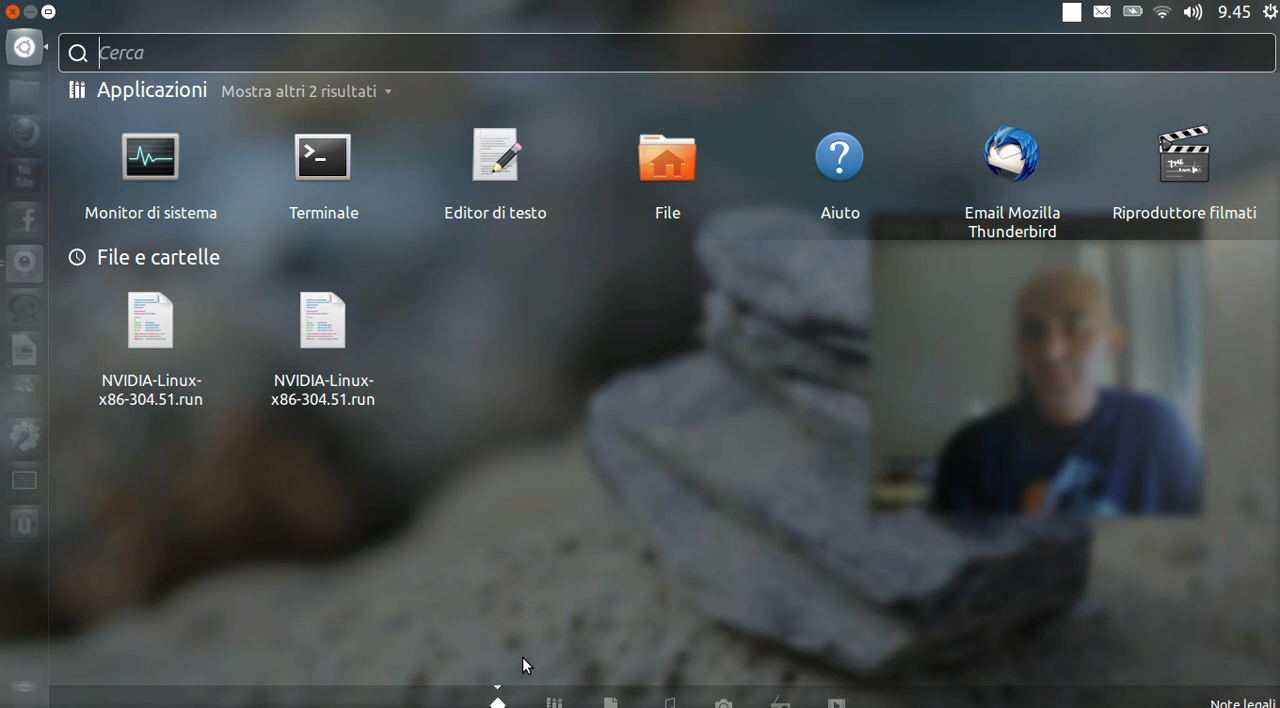 9.45
Cerca
Applicazioni Mostra altri 2 risultati
Monitor di sistema
Terminale
Editor di testo
File
Aiuto
Email Mozilla
Thunderbird
Riproduttore filmati
File e cartelle
NVIDIA-Linux-
x86-304.51.run
NVIDIA-Linux-
x86-304.51.run
You
Tube
Note legali